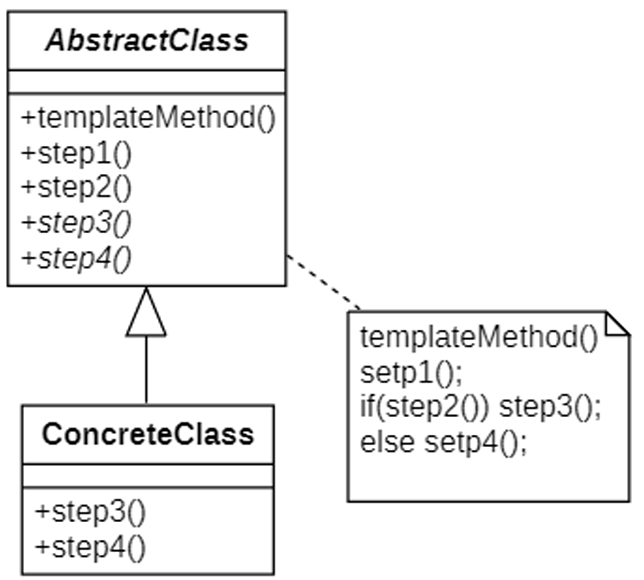 AbstractClass
+templateMethod()
+step1()
+step2()
+step3()
+step4()
templateMethod()
setp1();
if(step2()) step3();
else setp4();
ConcreteClass
+step3()
+step4()